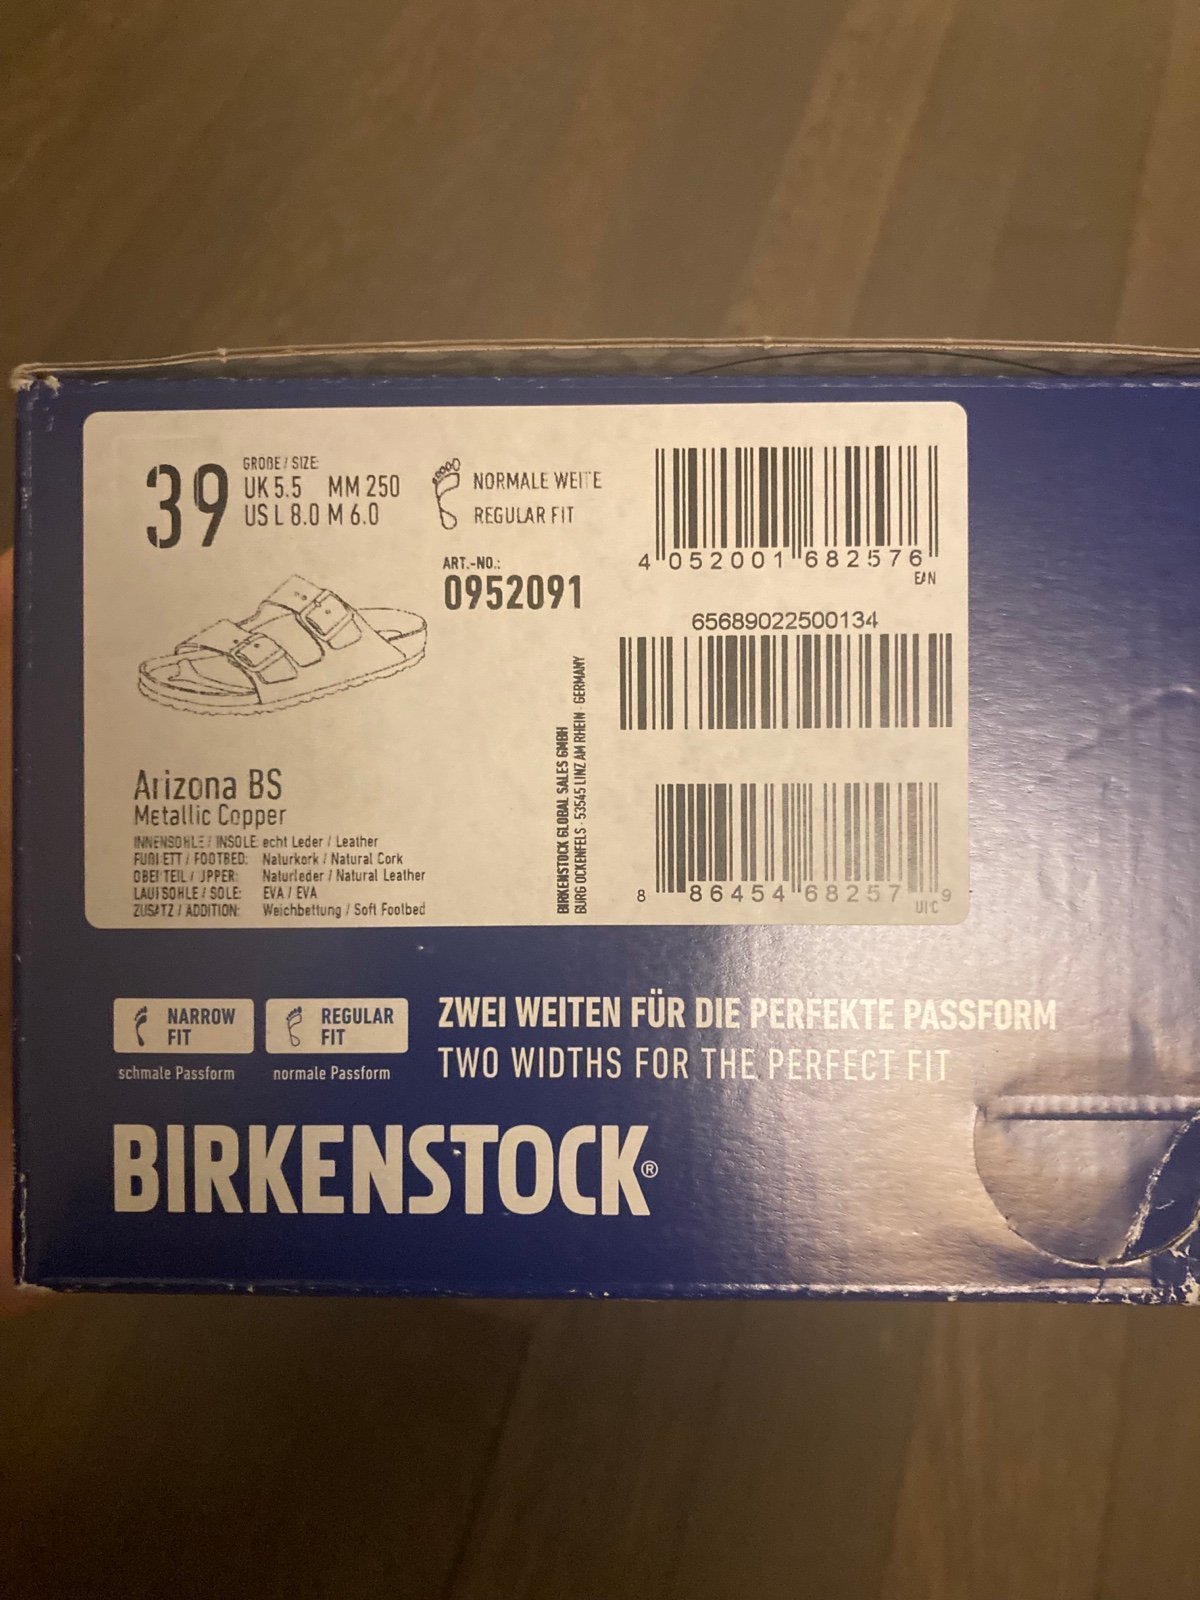 39
GRÖßE / SIZE:
UK 5.5 MM 250
US L 8.0 M 6.0
NORMALE WEITE
REGULAR FIT
ART.-NO.:
0952091
4 052001 682576
EAN
65689022500134
8 86454 68257 9
Arizona BS
Metallic Copper
INNENSOHLE / INSOLE: echt Leder / Leather
FUßBETT / FOOTBED: Naturkork / Natural Cork
OBERTEIL / UPPER: Naturleder / Natural Leather
LAUFSOHLE / SOLE: EVA / EVA
ZUSATZ / ADDITION: Weichbettung / Soft Footbed
BIRKENSTOCK GLOBAL SALES GMBH
BURG OCKENFELS · 53545 LINZ AM RHEIN · GERMANY
NARROW
FIT
schmale Passform
REGULAR
FIT
normale Passform
ZWEI WEITEN FÜR DIE PERFEKTE PASSFORM
TWO WIDTHS FOR THE PERFECT FIT
BIRKENSTOCK®